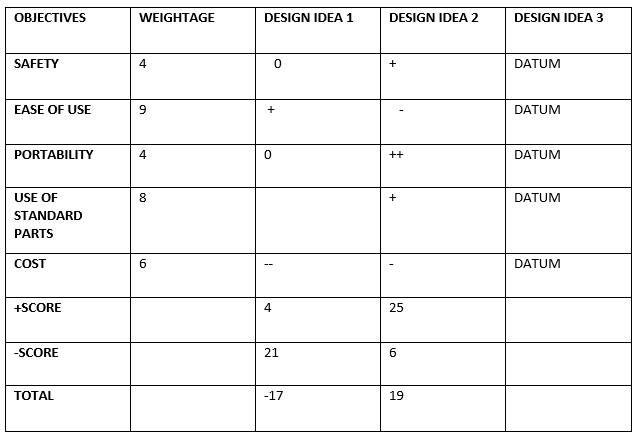 OBJECTIVES WEIGHTAGE DESIGN IDEA 1 DESIGN IDEA 2 DESIGN IDEA 3
SAFETY 4 0 + DATUM
EASE OF USE 9 + - DATUM
PORTABILITY 4 0 ++ DATUM
USE OF 8 + DATUM
STANDARD
PARTS
COST 6 -- - DATUM
+SCORE 4 25
-SCORE 21 6
TOTAL -17 19